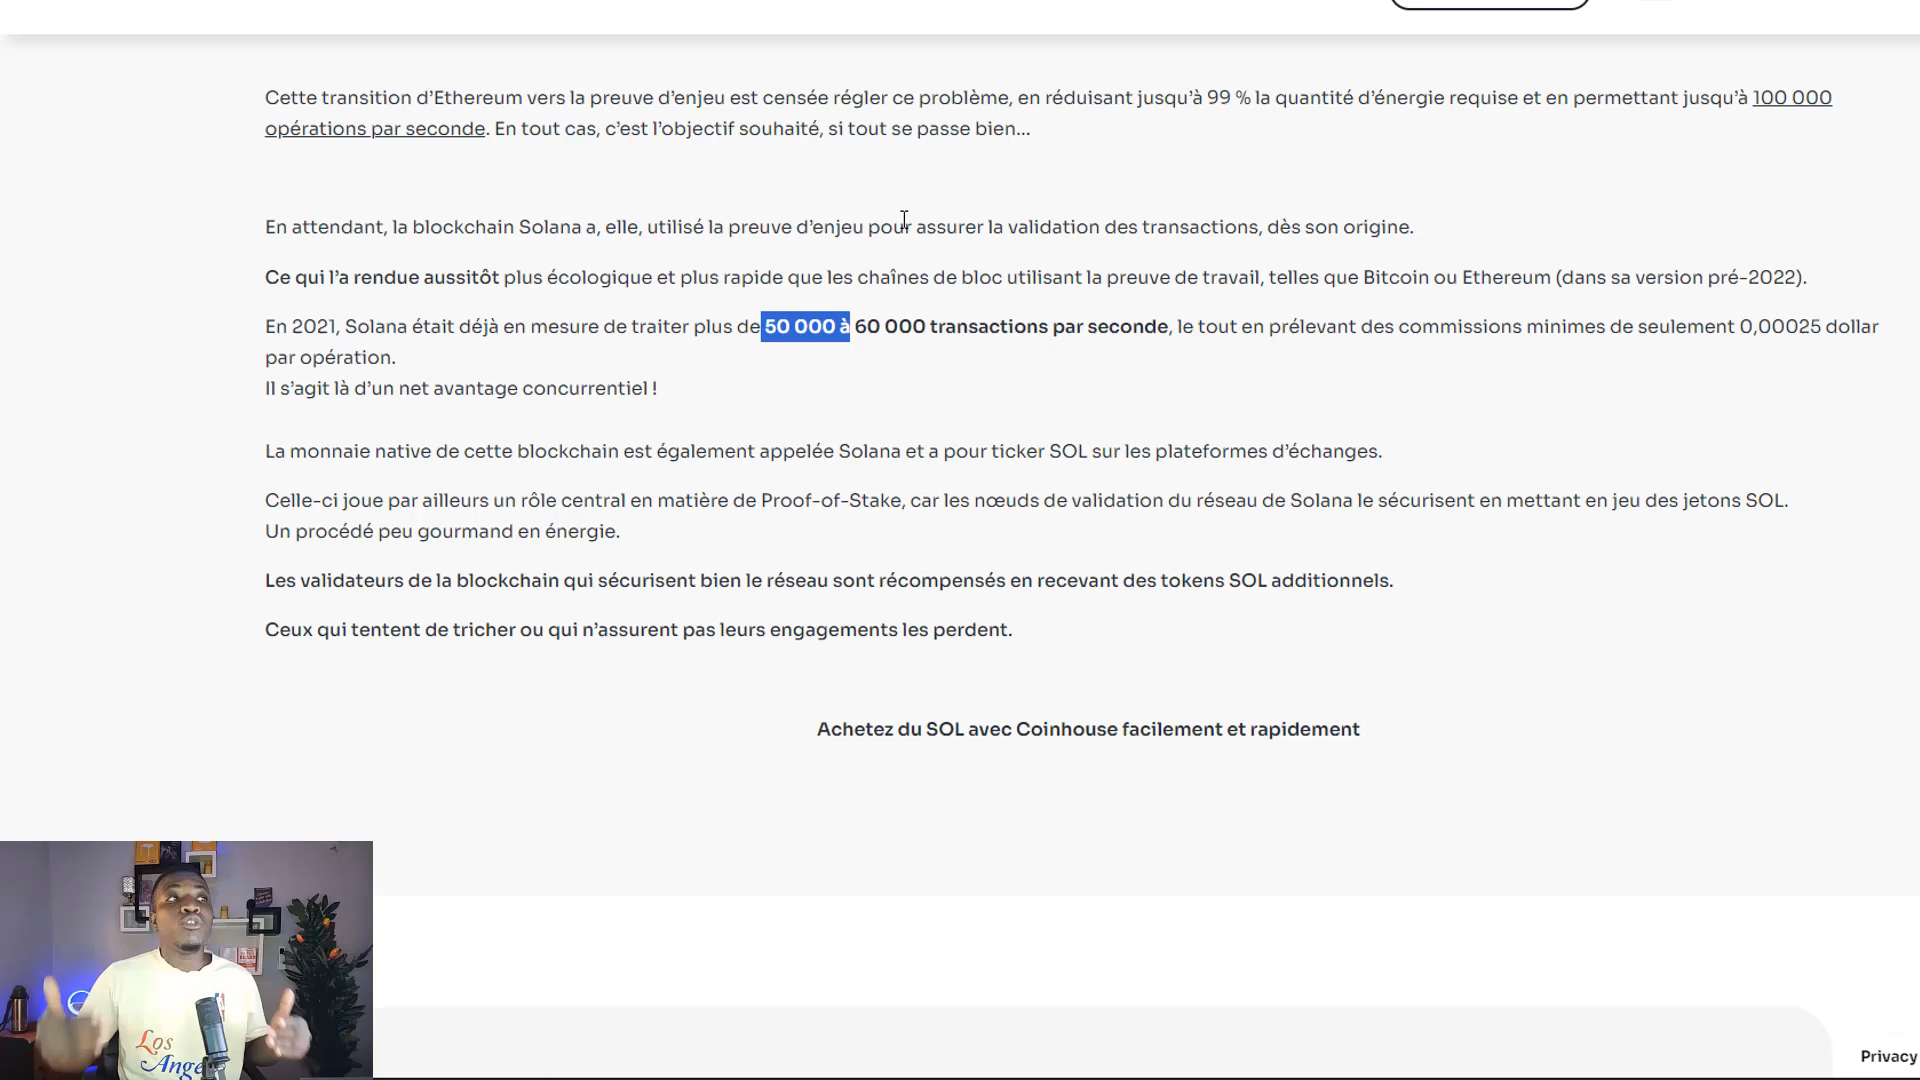 Cette transition d’Ethereum vers la preuve d’enjeu est censée régler ce problème, en réduisant jusqu’à 99 % la quantité d’énergie requise et en permettant jusqu’à 100 000
opérations par seconde. En tout cas, c’est l’objectif souhaité, si tout se passe bien…
En attendant, la blockchain Solana a, elle, utilisé la preuve d’enjeu pour assurer la validation des transactions, dès son origine.
Ce qui l’a rendue aussitôt plus écologique et plus rapide que les chaînes de bloc utilisant la preuve de travail, telles que Bitcoin ou Ethereum (dans sa version pré-2022).
En 2021, Solana était déjà en mesure de traiter plus de 50 000 à 60 000 transactions par seconde, le tout en prélevant des commissions minimes de seulement 0,00025 dollar
par opération.
Il s’agit là d’un net avantage concurrentiel !
La monnaie native de cette blockchain est également appelée Solana et a pour ticker SOL sur les plateformes d’échanges.
Celle-ci joue par ailleurs un rôle central en matière de Proof-of-Stake, car les nœuds de validation du réseau de Solana le sécurisent en mettant en jeu des jetons SOL.
Un procédé peu gourmand en énergie.
Les validateurs de la blockchain qui sécurisent bien le réseau sont récompensés en recevant des tokens SOL additionnels.
Ceux qui tentent de tricher ou qui n’assurent pas leurs engagements les perdent.
Achetez du SOL avec Coinhouse facilement et rapidement
Los
Ange
Privacy